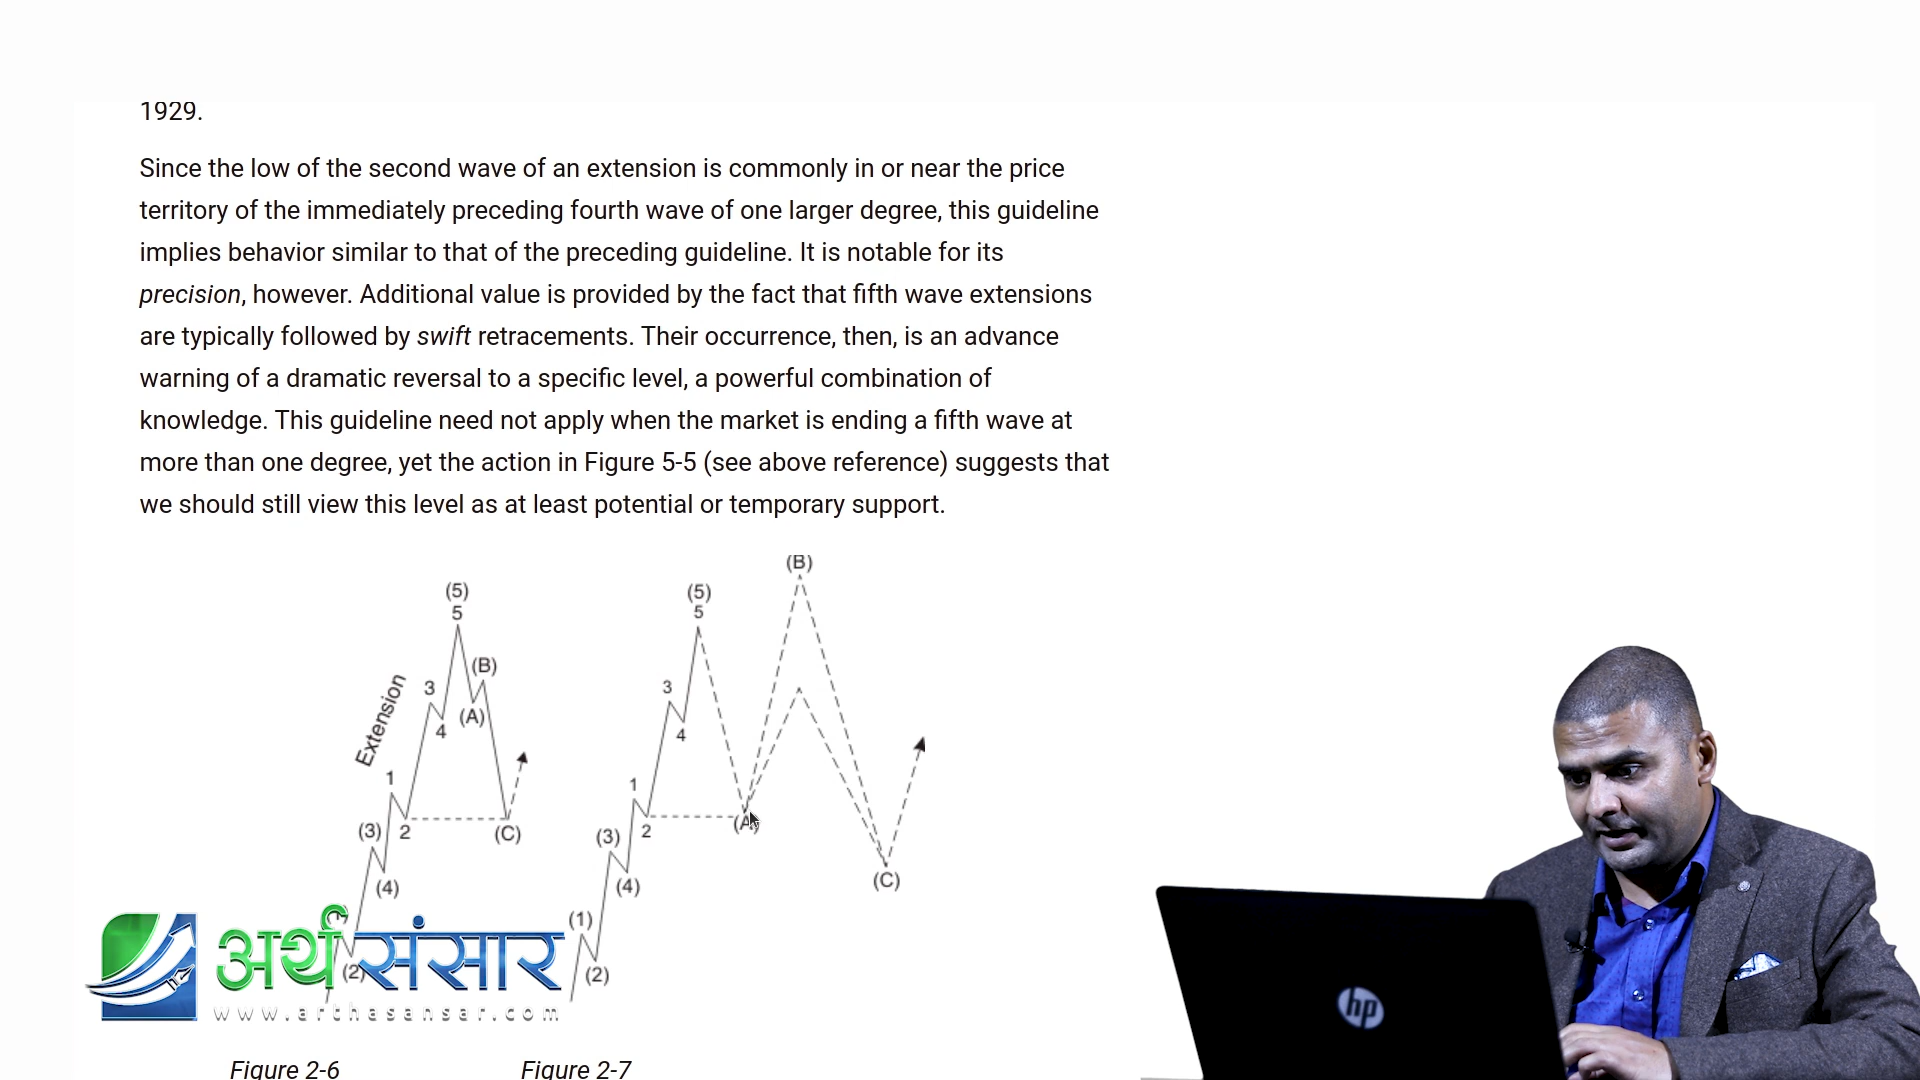 1929.
Since the low of the second wave of an extension is commonly in or near the price
territory of the immediately preceding fourth wave of one larger degree, this guideline
implies behavior similar to that of the preceding guideline. It is notable for its
precision, however. Additional value is provided by the fact that fifth wave extensions
are typically followed by swift retracements. Their occurrence, then, is an advance
warning of a dramatic reversal to a specific level, a powerful combination of
knowledge. This guideline need not apply when the market is ending a fifth wave at
more than one degree, yet the action in Figure 5-5 (see above reference) suggests that
we should still view this level as at least potential or temporary support.
(5)
5
(B)
3
(A)
4
Extension
1
2
(C)
(3)
(4)
(2)
(B)
(5)
5
3
4
1
2
(A)
(3)
(4)
(C)
(1)
(2)
अर्थ संसार
www.arthasansar.com
hp
Figure 2-6
Figure 2-7